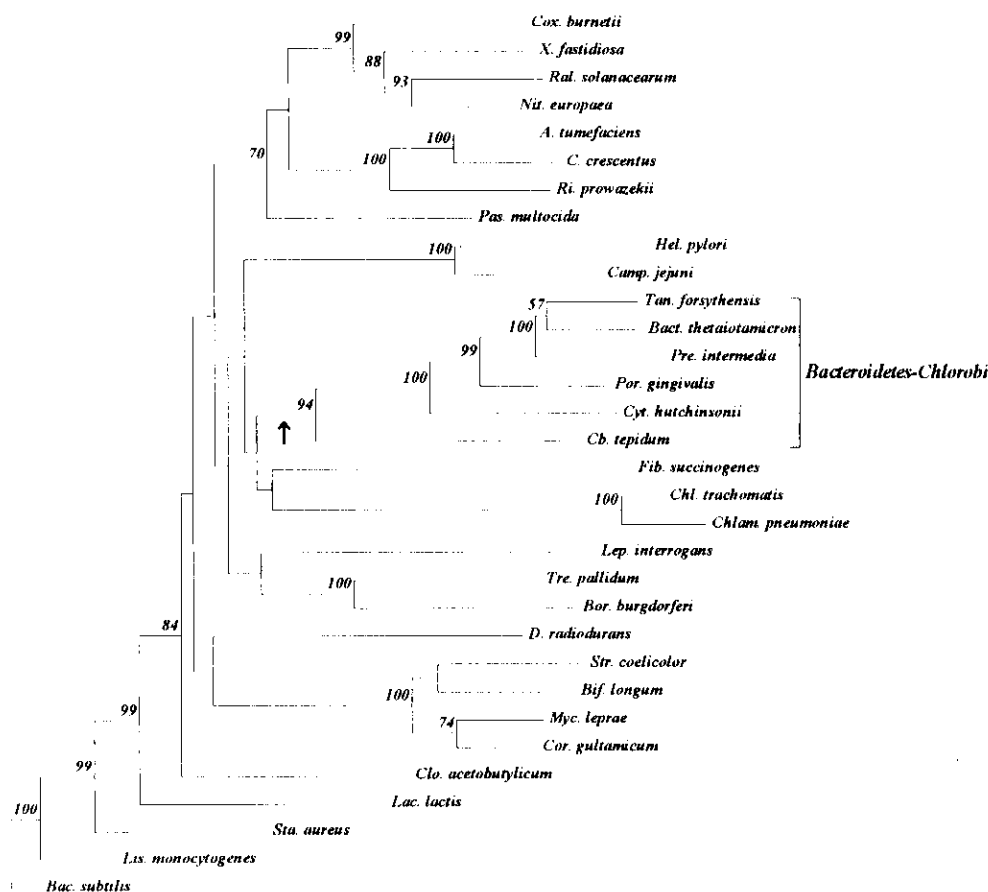 Cox. burnetii
99
X. fastidiosa
88
Ral. solanacearum
93
Nit. europaea
A. tumefaciens
100
70
100
C. crescentus
Ri. prowazekii
Pas. multocida
Hel. pylori
100
Camp. jejuni
Tan. forsythensis
57
Bact. thetaiotamicron
100
Pre. intermedia
99
100
Bacteroidetes-Chlorobi
Por. gingivalis
94
Cyt. hutchinsonii
↑
Cb. tepidum
Fib. succinogenes
100
Chl. trachomatis
Chlam. pneumoniae
Lep. interrogans
Tre. pallidum
100
Bor. burgdorferi
84
D. radiodurans
Str. coelicolor
100
Bif. longum
99
74
Myc. leprae
Cor. gultamicum
99
Clo. acetobutylicum
100
Lac. lactis
Sta. aureus
Lis. monocytogenes
Bac. subtilis